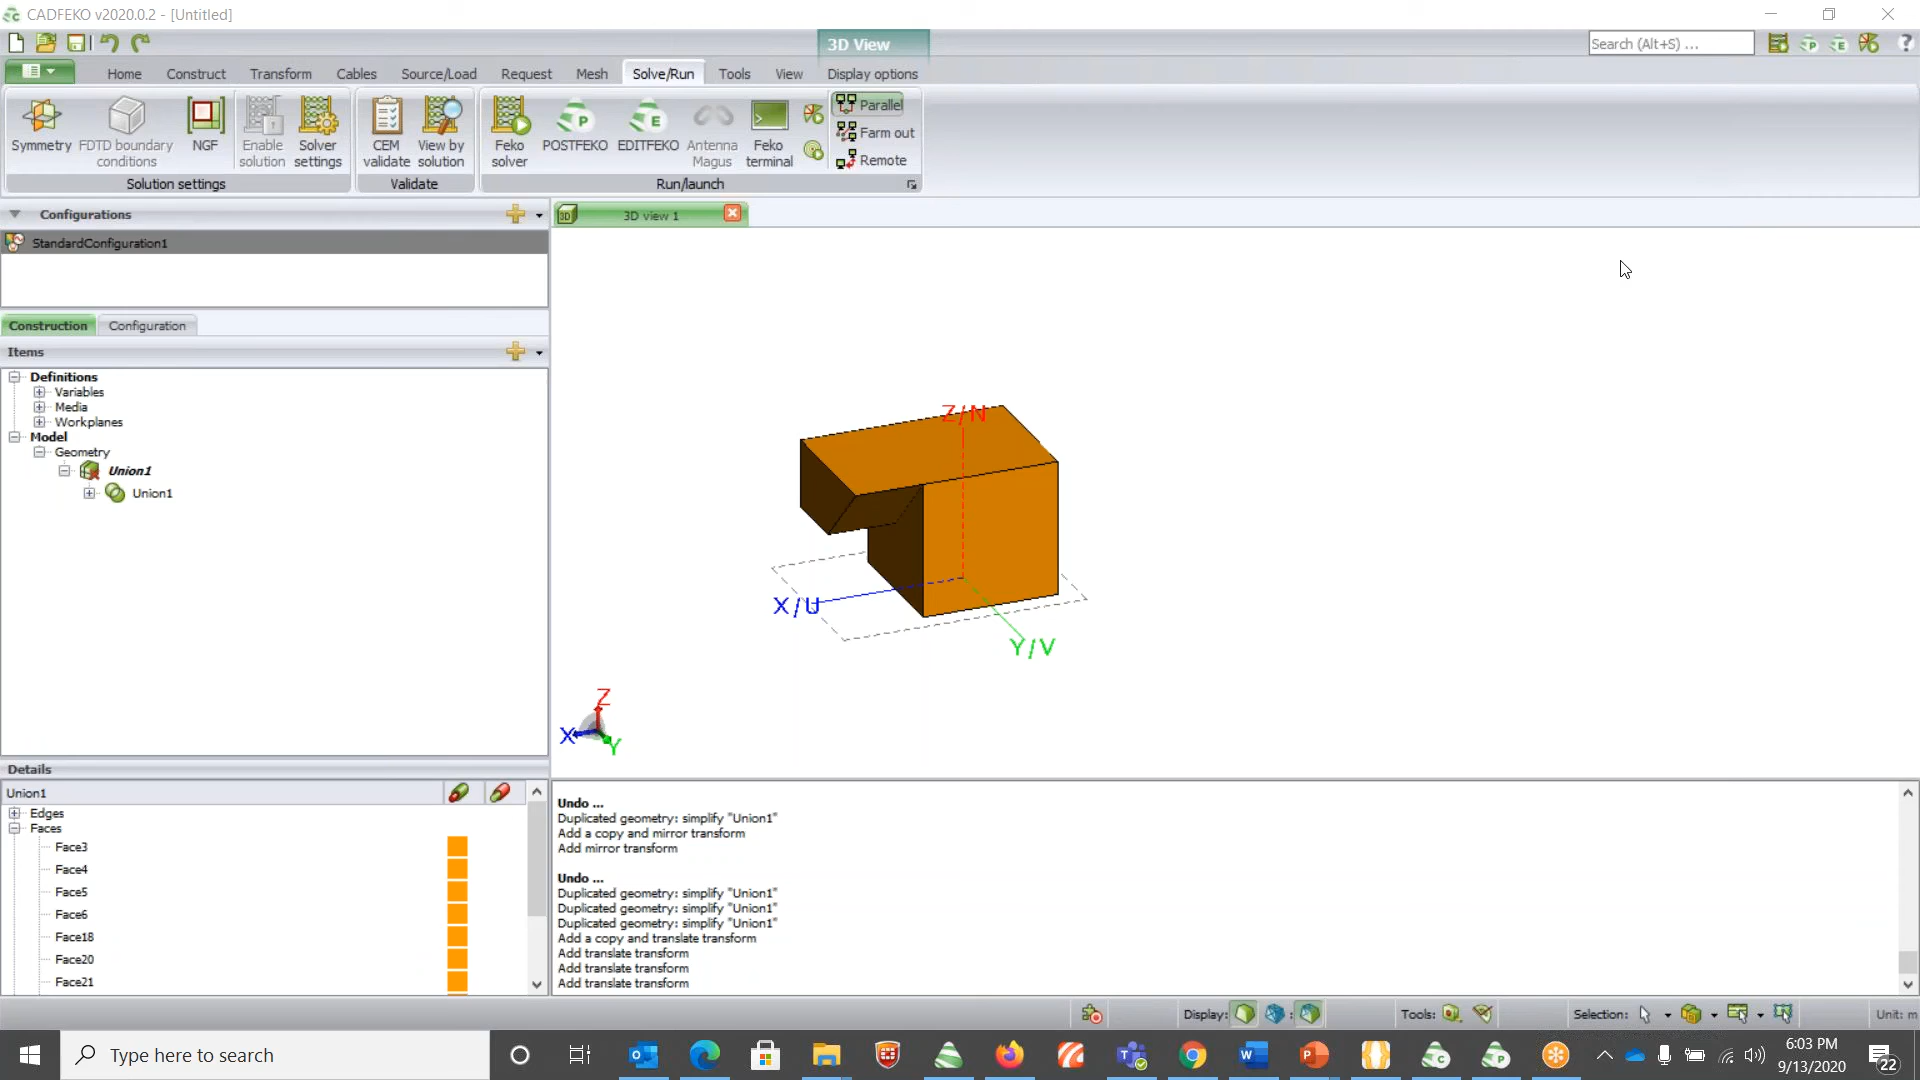 CADFEKO v2020.0.2 - [Untitled]
3D View
Search (Alt+S) ...
Home Construct Transform Cables Source/Load Request Mesh Solve/Run Tools View Display options
Symmetry
FDTD boundary conditions
NGF
Enable solution
Solver settings
CEM validate
View by solution
Feko solver
POSTFEKO
EDITFEKO
Antenna Magus
Feko terminal
Parallel
Farm out
Remote
Solution settings
Validate
Run/launch
Configurations
3D view 1
StandardConfiguration1
Construction Configuration
Items
Definitions
Variables
Media
Workplanes
Model
Geometry
Union1
Union1
Z/N
X/U
Y/V
Z
X
Y
Details
Union1
Edges
Faces
Face3
Face4
Face5
Face6
Face18
Face20
Face21
Undo ...
Duplicated geometry: simplify "Union1"
Add a copy and mirror transform
Add mirror transform
Undo ...
Duplicated geometry: simplify "Union1"
Duplicated geometry: simplify "Union1"
Duplicated geometry: simplify "Union1"
Add a copy and translate transform
Add translate transform
Add translate transform
Add translate transform
Display:
Tools:
Selection:
Unit: m
Type here to search
6:03 PM
9/13/2020
22